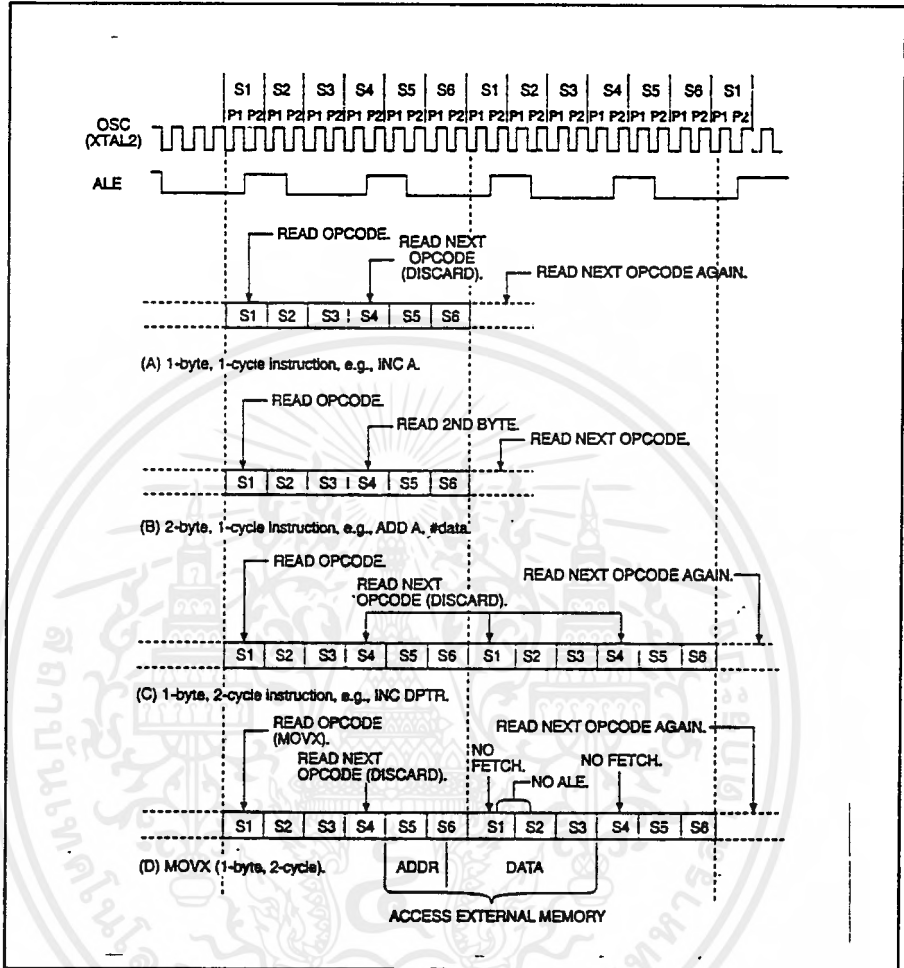 S1 S2 S3 S4 S5 S6 S1 S2 S3 S4 S5 S6 S1
P1 P2 P1 P2 P1 P2 P1 P2 P1 P2 P1 P2 P1 P2 P1 P2 P1 P2 P1 P2 P1 P2 P1 P2 P1 P2
OSC
(XTAL2)
ALE
READ OPCODE.
READ NEXT
OPCODE
(DISCARD).
READ NEXT OPCODE AGAIN.
S1 S2 S3 S4 S5 S6
(A) 1-byte, 1-cycle instruction, e.g., INC A.
READ OPCODE.
READ 2ND BYTE.
READ NEXT OPCODE.
S1 S2 S3 S4 S5 S6
(B) 2-byte, 1-cycle instruction, e.g., ADD A, #data.
READ OPCODE.
READ NEXT
OPCODE (DISCARD).
READ NEXT OPCODE AGAIN.
S1 S2 S3 S4 S5 S6 S1 S2 S3 S4 S5 S6
(C) 1-byte, 2-cycle instruction, e.g., INC DPTR.
READ OPCODE
(MOVX).
READ NEXT
OPCODE (DISCARD).
NO
FETCH.
NO ALE.
NO FETCH.
READ NEXT OPCODE AGAIN.
S1 S2 S3 S4 S5 S6 S1 S2 S3 S4 S5 S6
(D) MOVX (1-byte, 2-cycle).
ADDR DATA
ACCESS EXTERNAL MEMORY